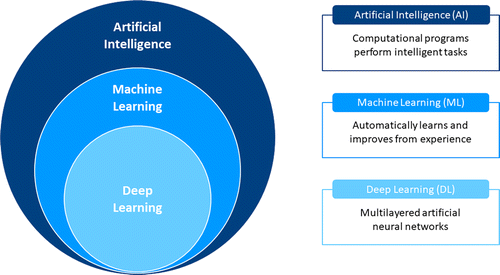 Artificial
Intelligence
Machine
Learning
Deep
Learning
Artificial Intelligence (AI)
Computational programs
perform intelligent tasks
Machine Learning (ML)
Automatically learns and
improves from experience
Deep Learning (DL)
Multilayered artificial
neural networks